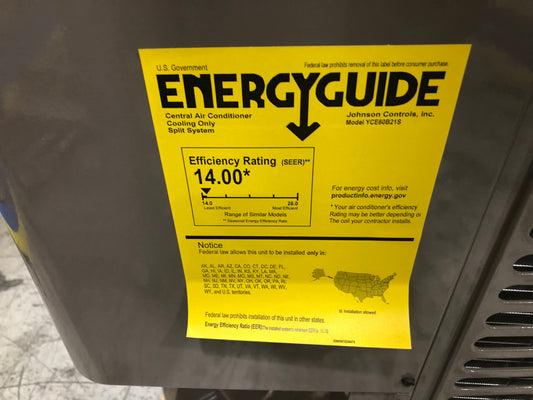 U.S. Government
Federal law prohibits removal of this label before consumer purchase.
ENERGYGUIDE
Central Air Conditioner
Cooling Only
Split System
Johnson Controls, Inc.
Model YCE60B21S
Efficiency Rating (SEER)**
14.00*
14.0
28.0
Least Efficient
Most Efficient
Range of Similar Models
** Seasonal Energy Efficiency Ratio
For energy cost info, visit
productinfo.energy.gov
* Your air conditioner's efficiency
Rating may be better depending on
The coil your contractor installs.
Notice
Federal law allows this unit to be installed only in:
AK, AL, AR, AZ, CA, CO, CT, DC, DE, FL,
GA, HI, IA, ID, IL, IN, KS, KY, LA, MA,
MD, ME, MI, MN, MO, MS, MT, NC, ND, NE,
NH, NJ, NM, NV, NY, OH, OK, OR, PA, RI,
SC, SD, TN, TX, UT, VA, VT, WA, WI, WV,
WY, and U.S. territories.
Installation allowed
Federal law prohibits installation of this unit in other states.
Energy Efficiency Ratio (EER): The installed system's minimum EER is